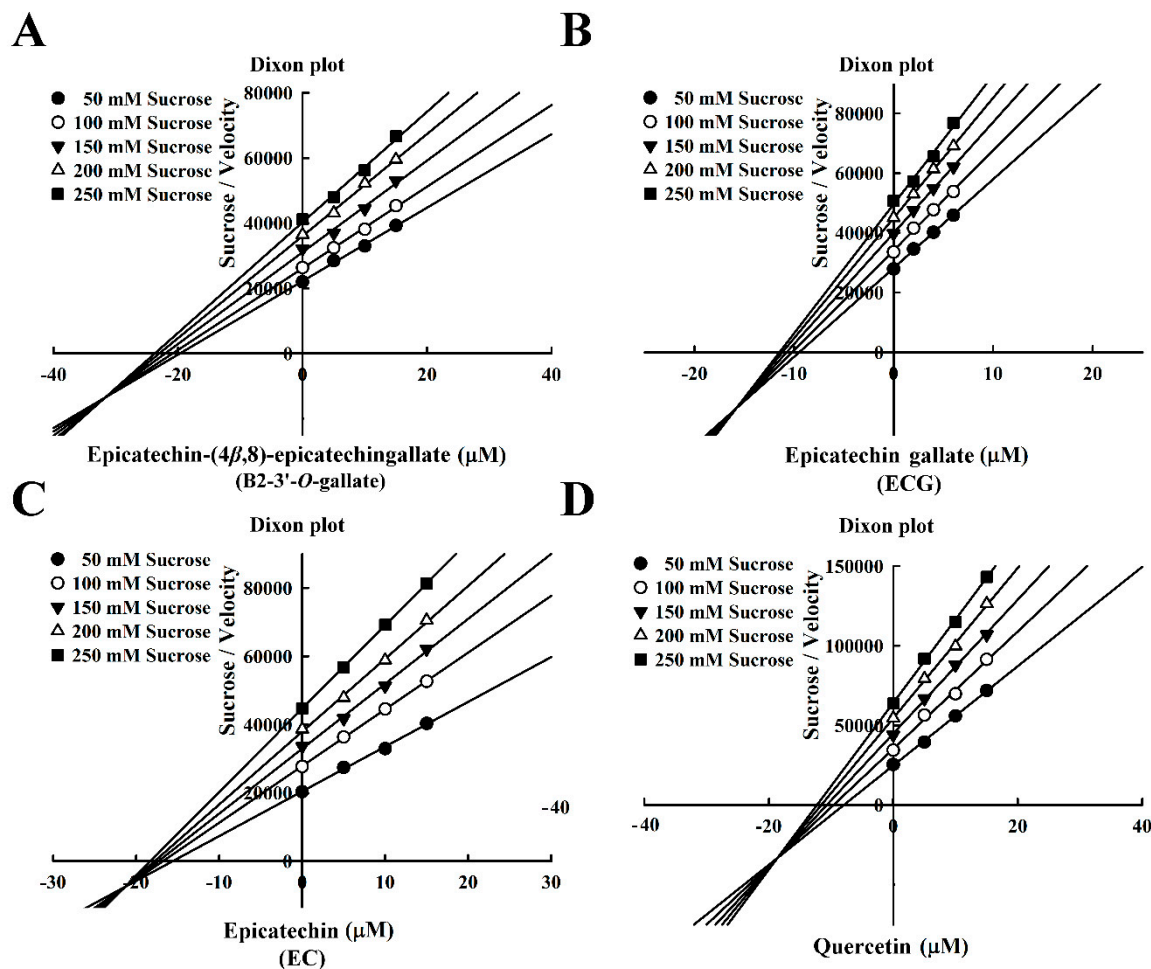 A
Dixon plot
50 mM Sucrose
100 mM Sucrose
150 mM Sucrose
200 mM Sucrose
250 mM Sucrose
Sucrose / Velocity
80000
60000
40000
20000
0
-40
-20
0
20
40
Epicatechin-(4β,8)-epicatechingallate (μM)
(B2-3'-O-gallate)
B
Dixon plot
50 mM Sucrose
100 mM Sucrose
150 mM Sucrose
200 mM Sucrose
250 mM Sucrose
Sucrose / Velocity
80000
60000
40000
20000
0
-20
-10
0
10
20
Epicatechin gallate (μM)
(ECG)
C
Dixon plot
50 mM Sucrose
100 mM Sucrose
150 mM Sucrose
200 mM Sucrose
250 mM Sucrose
Sucrose / Velocity
80000
60000
40000
20000
0
-40
-30
-20
-10
0
10
20
30
Epicatechin (μM)
(EC)
D
Dixon plot
50 mM Sucrose
100 mM Sucrose
150 mM Sucrose
200 mM Sucrose
250 mM Sucrose
Sucrose / Velocity
150000
100000
50000
0
-40
-20
0
20
40
Quercetin (μM)